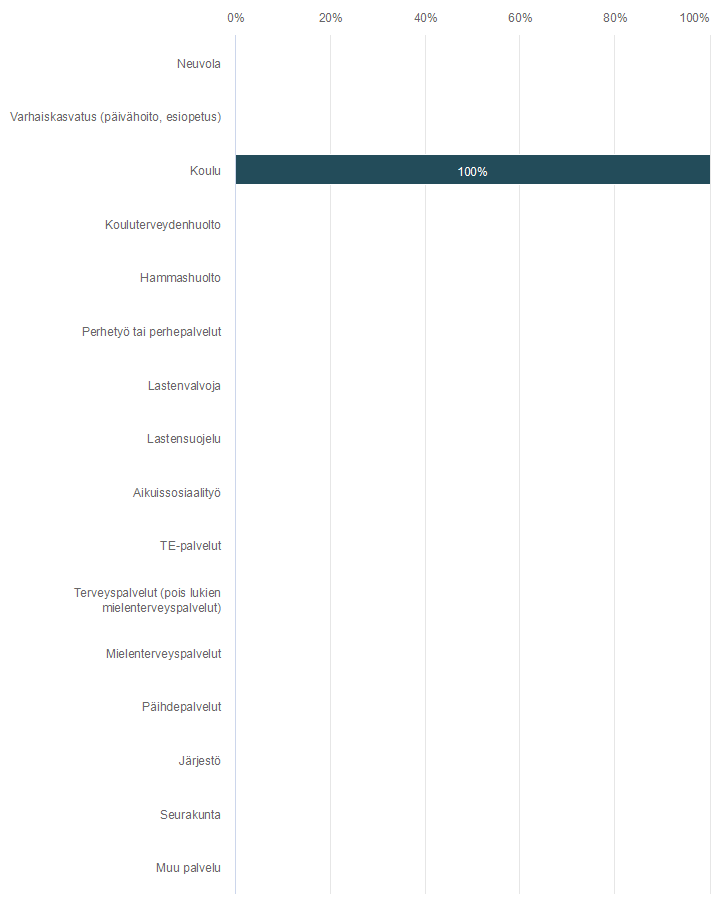 0% 20% 40% 60% 80% 100%
Neuvola
Varhaiskasvatus (päivähoito, esiopetus)
Koulu 100%
Kouluterveydenhuolto
Hammashuolto
Perhetyö tai perhepalvelut
Lastenvalvoja
Lastensuojelu
Aikuissosiaalityö
TE-palvelut
Terveyspalvelut (pois lukien
mielenterveyspalvelut)
Mielenterveyspalvelut
Päihdepalvelut
Järjestö
Seurakunta
Muu palvelu